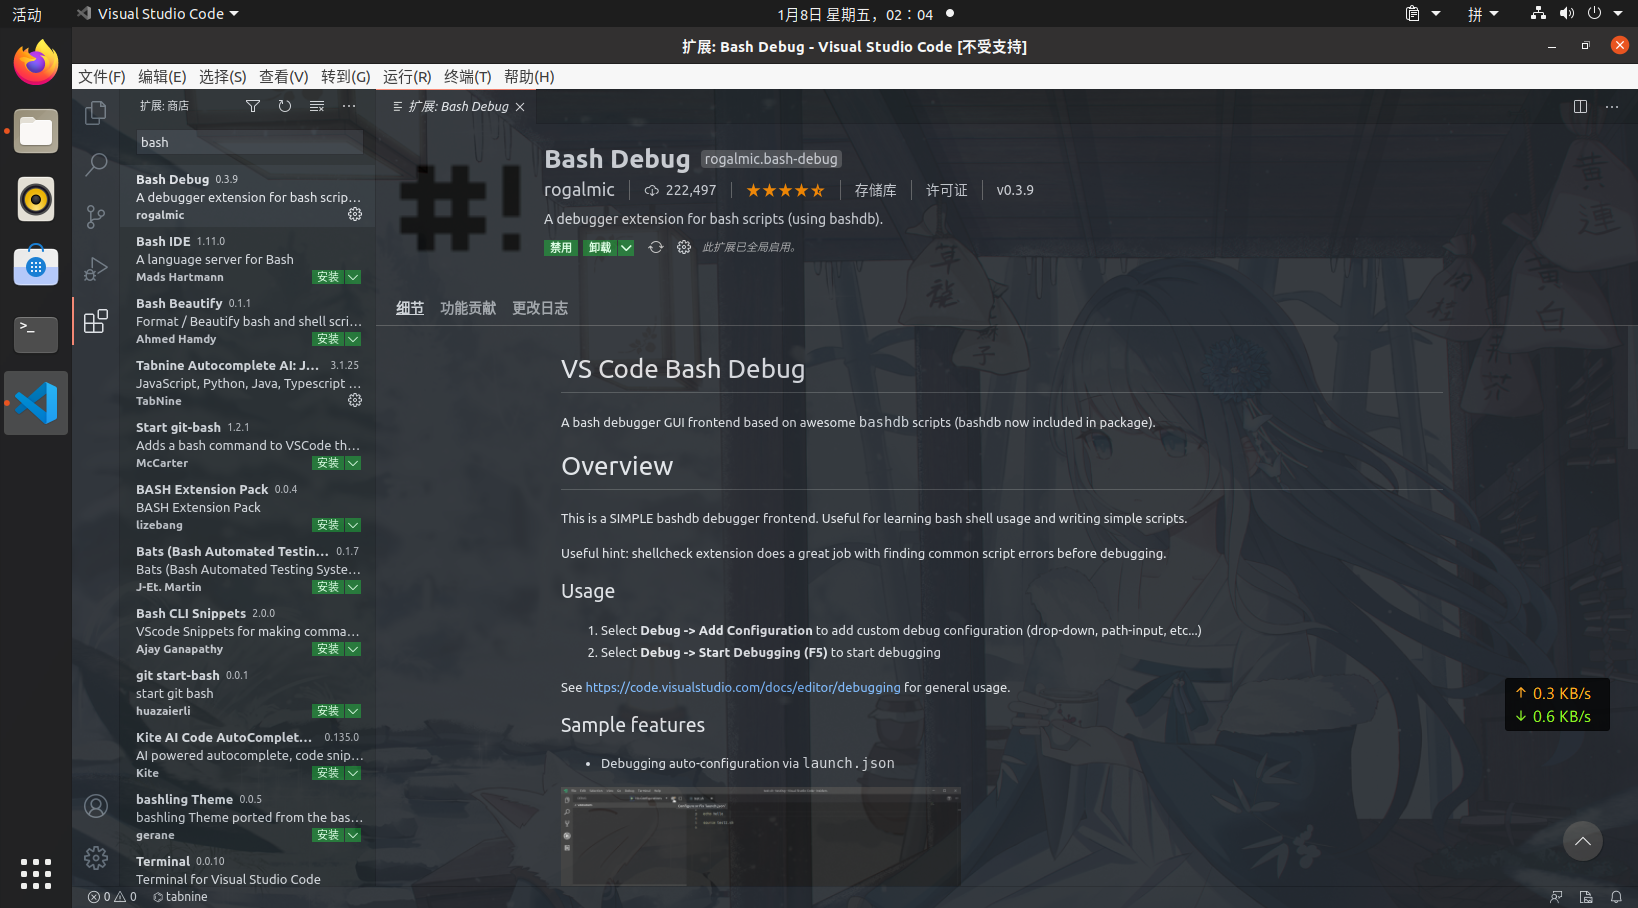 活动
Visual Studio Code
1月8日 星期五，02：04
拼
扩展: Bash Debug - Visual Studio Code [不受支持]
文件(F) 编辑(E) 选择(S) 查看(V) 转到(G) 运行(R) 终端(T) 帮助(H)
扩展: 商店
bash
Bash Debug 0.3.9
A debugger extension for bash scrip...
rogalmic
Bash IDE 1.11.0
A language server for Bash
Mads Hartmann 安装
Bash Beautify 0.1.1
Format / Beautify bash and shell scri...
Ahmed Hamdy 安装
Tabnine Autocomplete AI: J... 3.1.25
JavaScript, Python, Java, Typescript ...
TabNine
Start git-bash 1.2.1
Adds a bash command to VSCode th...
McCarter 安装
BASH Extension Pack 0.0.4
BASH Extension Pack
lizebang 安装
Bats (Bash Automated Testin... 0.1.7
Bats (Bash Automated Testing Syste...
J-Et. Martin 安装
Bash CLI Snippets 2.0.0
VScode Snippets for making comma...
Ajay Ganapathy 安装
git start-bash 0.0.1
start git bash
huazaierli 安装
Kite AI Code AutoComplet... 0.135.0
AI powered autocomplete, code snip...
Kite 安装
bashling Theme 0.0.5
bashling Theme ported from the bas...
gerane 安装
Terminal 0.0.10
Terminal for Visual Studio Code
扩展: Bash Debug
#!
Bash Debug rogalmic.bash-debug
rogalmic 222,497 存储库 许可证 v0.3.9
A debugger extension for bash scripts (using bashdb).
禁用 卸载 此扩展已全局启用。
细节 功能贡献 更改日志
VS Code Bash Debug
A bash debugger GUI frontend based on awesome bashdb scripts (bashdb now included in package).
Overview
This is a SIMPLE bashdb debugger frontend. Useful for learning bash shell usage and writing simple scripts.
Useful hint: shellcheck extension does a great job with finding common script errors before debugging.
Usage
1. Select Debug -> Add Configuration to add custom debug configuration (drop-down, path-input, etc...)
2. Select Debug -> Start Debugging (F5) to start debugging
See https://code.visualstudio.com/docs/editor/debugging for general usage.
Sample features
• Debugging auto-configuration via launch.json
↑ 0.3 KB/s
↓ 0.6 KB/s
0 0 tabnine